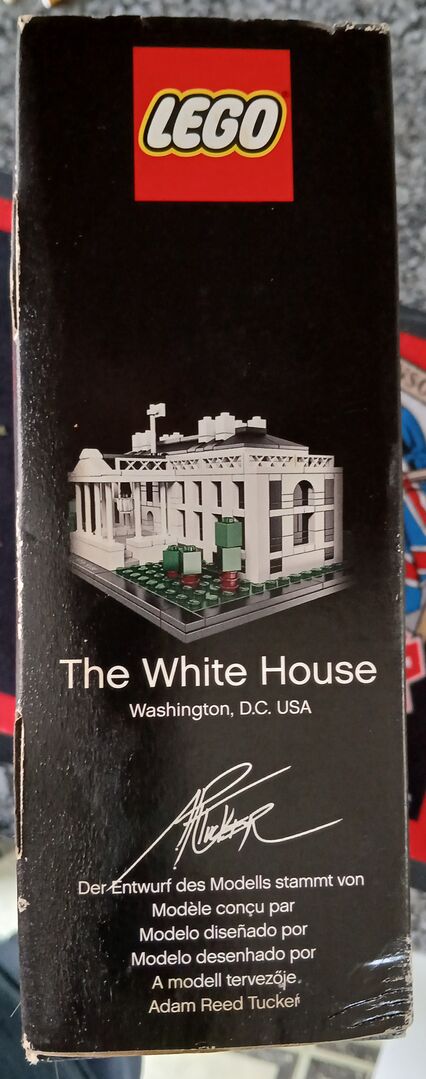 LEGO
The White House
Washington, D.C. USA
A Tucker
Der Entwurf des Modells stammt von
Modèle conçu par
Modelo diseñado por
Modelo desenhado por
A modell tervezője.
Adam Reed Tucker